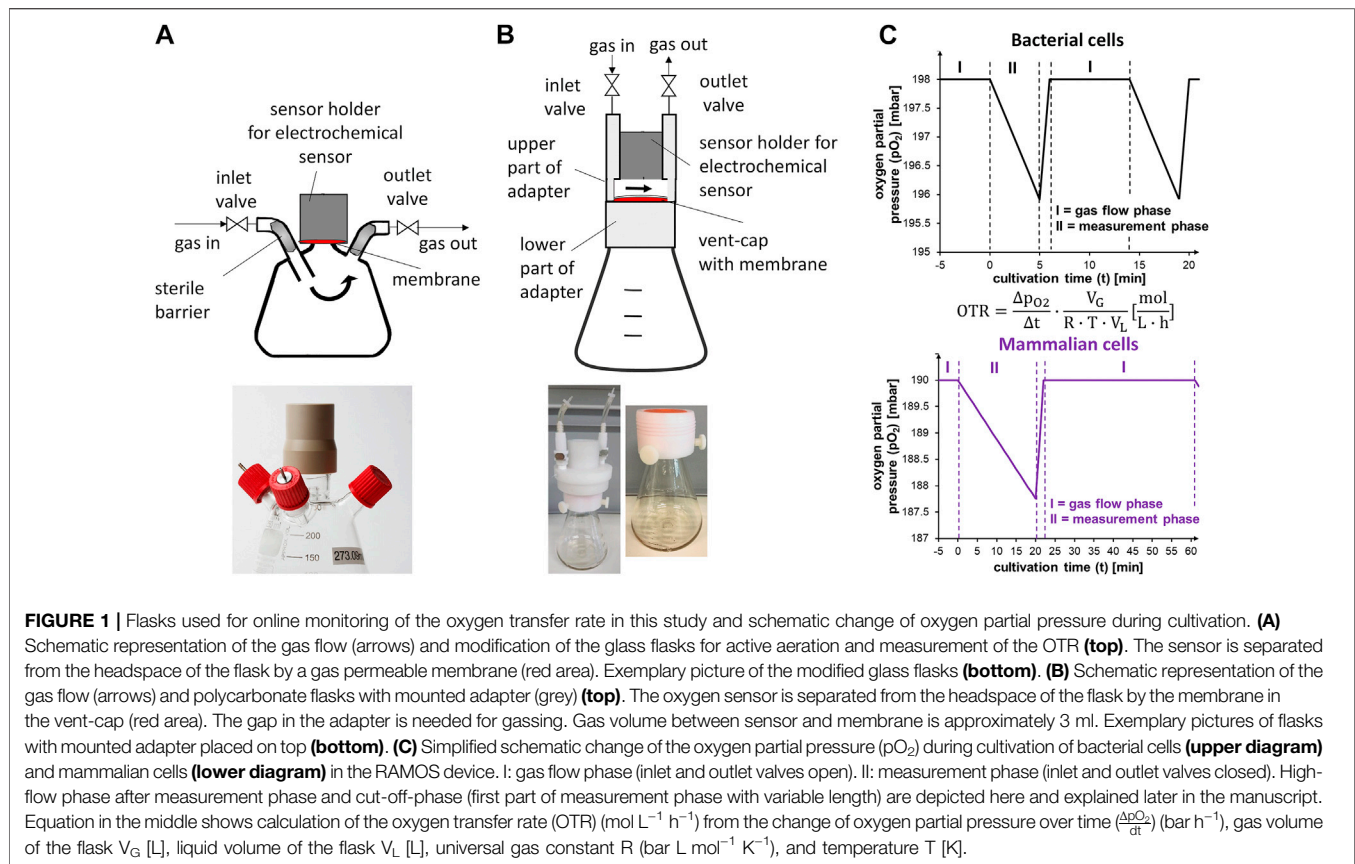 A
sensor holder
for electrochemical
sensor
inlet
valve
outlet
valve
gas in
gas out
sterile
barrier
membrane
200
150
273.09
B
gas in
gas out
inlet
valve
outlet
valve
upper
part of
adapter
sensor holder for
electrochemical
sensor
lower
part of
adapter
vent-cap
with membrane
C
Bacterial cells
I II I
oxygen partial
pressure (pO₂) [mbar]
198
197.5
197
196.5
196
195.5
195
I = gas flow phase
II = measurement phase
-5 0 5 10 15 20
cultivation time (t) [min]
OTR = Δp_O2/Δt · V_G/(R · T · V_L) [mol/(L · h)]
Mammalian cells
I II I
oxygen partial
pressure (pO₂) [mbar]
190
189.5
189
188.5
188
187.5
187
I = gas flow phase
II = measurement phase
-5 0 5 10 15 20 25 30 35 40 45 50 55 60
cultivation time (t) [min]
FIGURE 1 | Flasks used for online monitoring of the oxygen transfer rate in this study and schematic change of oxygen partial pressure during cultivation. (A)
Schematic representation of the gas flow (arrows) and modification of the glass flasks for active aeration and measurement of the OTR (top). The sensor is separated
from the headspace of the flask by a gas permeable membrane (red area). Exemplary picture of the modified glass flasks (bottom). (B) Schematic representation of the
gas flow (arrows) and polycarbonate flasks with mounted adapter (grey) (top). The oxygen sensor is separated from the headspace of the flask by the membrane in
the vent-cap (red area). The gap in the adapter is needed for gassing. Gas volume between sensor and membrane is approximately 3 ml. Exemplary pictures of flasks
with mounted adapter placed on top (bottom). (C) Simplified schematic change of the oxygen partial pressure (pO₂) during cultivation of bacterial cells (upper diagram)
and mammalian cells (lower diagram) in the RAMOS device. I: gas flow phase (inlet and outlet valves open). II: measurement phase (inlet and outlet valves closed). High-
flow phase after measurement phase and cut-off-phase (first part of measurement phase with variable length) are depicted here and explained later in the manuscript.
Equation in the middle shows calculation of the oxygen transfer rate (OTR) (mol L⁻¹ h⁻¹) from the change of oxygen partial pressure over time (ΔpO₂/dt) (bar h⁻¹), gas volume
of the flask V_G [L], liquid volume of the flask V_L [L], universal gas constant R (bar L mol⁻¹ K⁻¹), and temperature T [K].